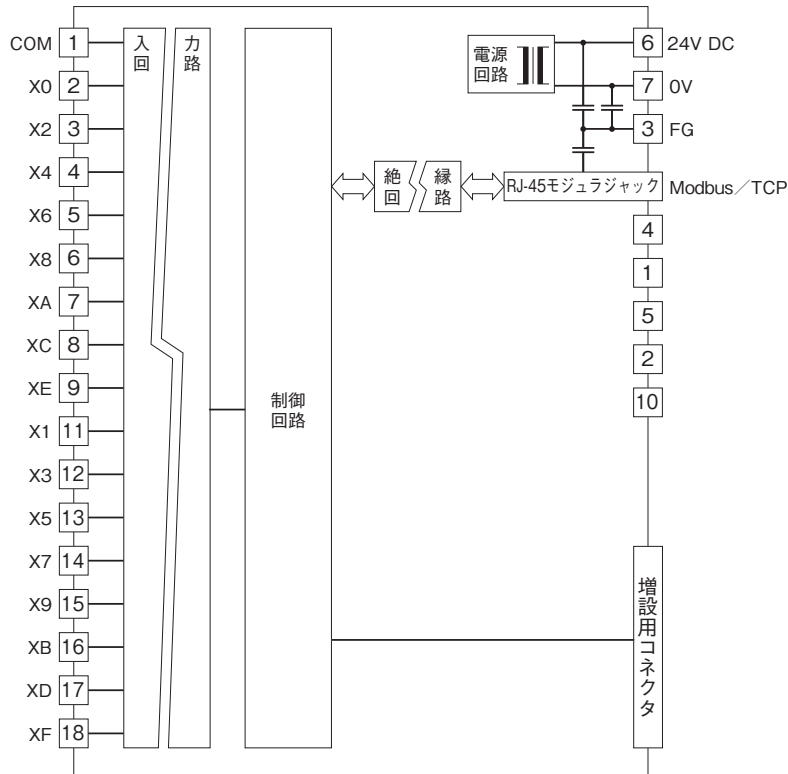 COM 1
X0 2
X2 3
X4 4
X6 5
X8 6
XA 7
XC 8
XE 9
X1 11
X3 12
X5 13
X7 14
X9 15
XB 16
XD 17
XF 18
入力
回路
制御
回路
電源
回路
絶縁
回路
RJ-45モジュラジャック
6 24V DC
7 0V
3 FG
Modbus／TCP
4
1
5
2
10
増設用コネクタ